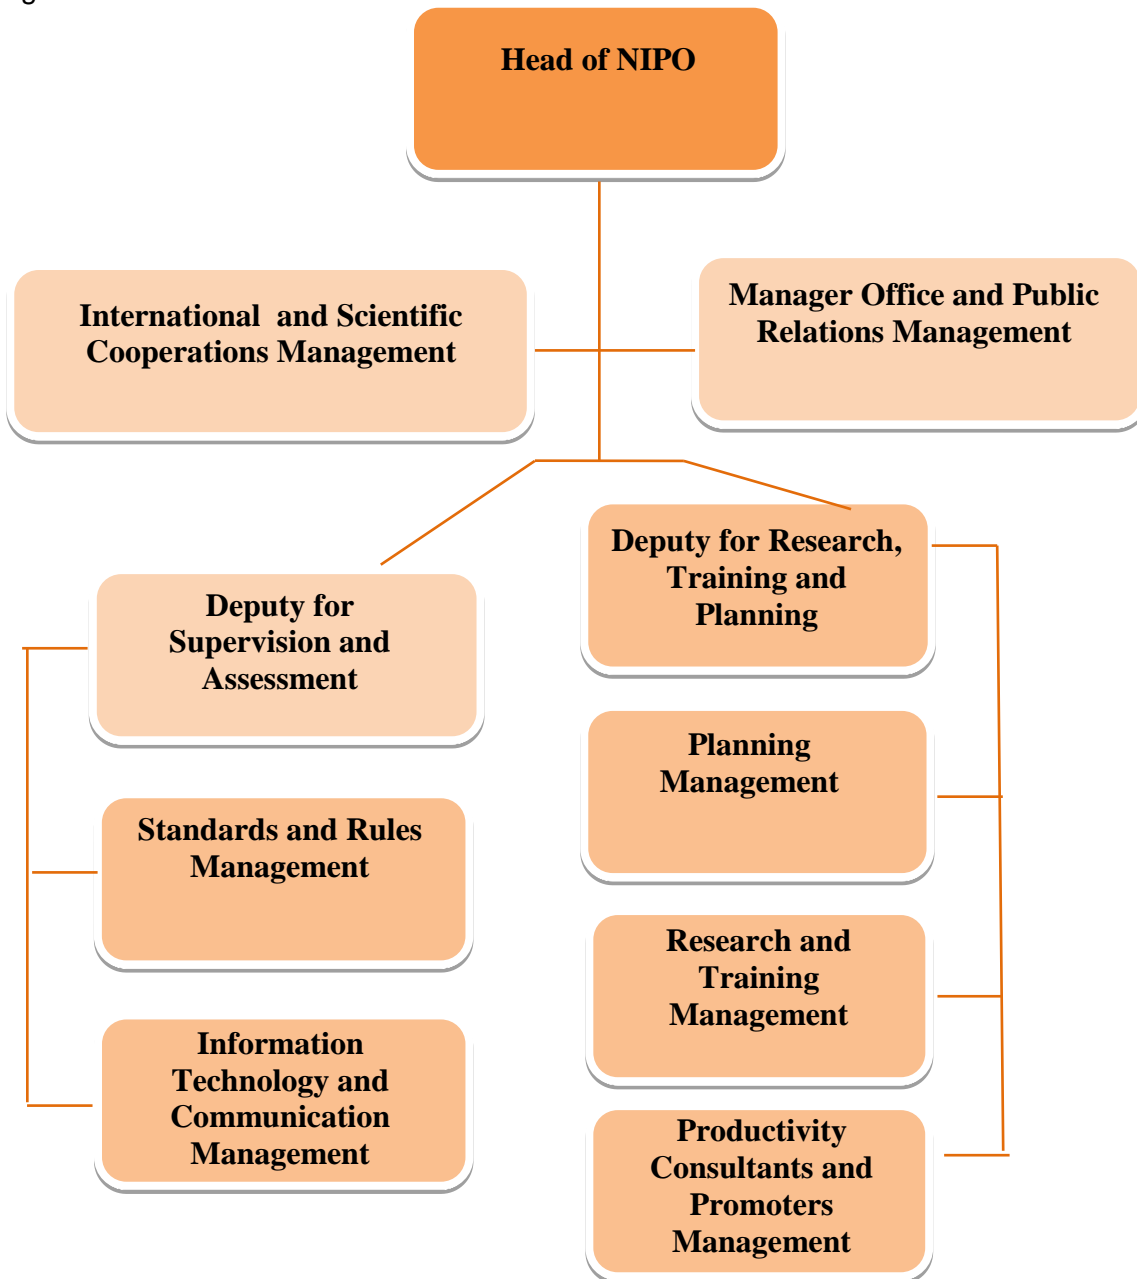 g
Head of NIPO
International and Scientific
Cooperations Management
Manager Office and Public
Relations Management
Deputy for Research,
Training and
Planning
Deputy for
Supervision and
Assessment
Planning
Management
Standards and Rules
Management
Research and
Training
Management
Information
Technology and
Communication
Management
Productivity
Consultants and
Promoters
Management